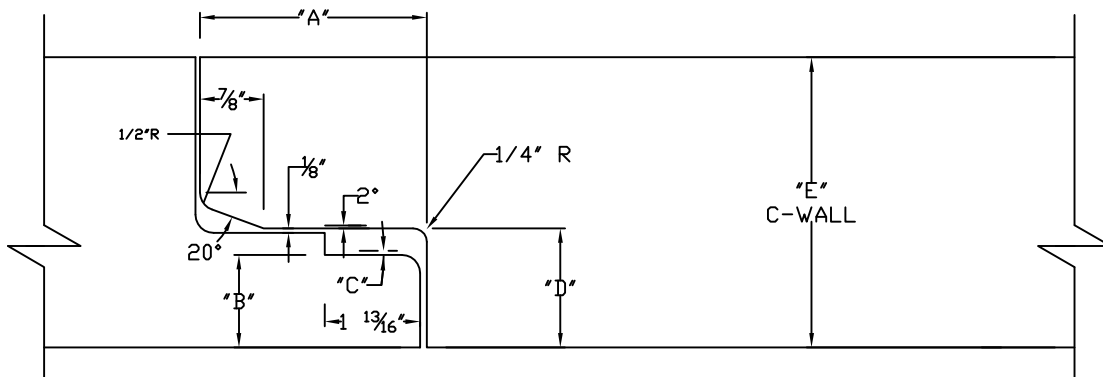 "A"
7/8"
1/2"R
1/8"
1/4" R
2°
"E"
C-WALL
20°
"C"
"B"
"D"
1 13/16"